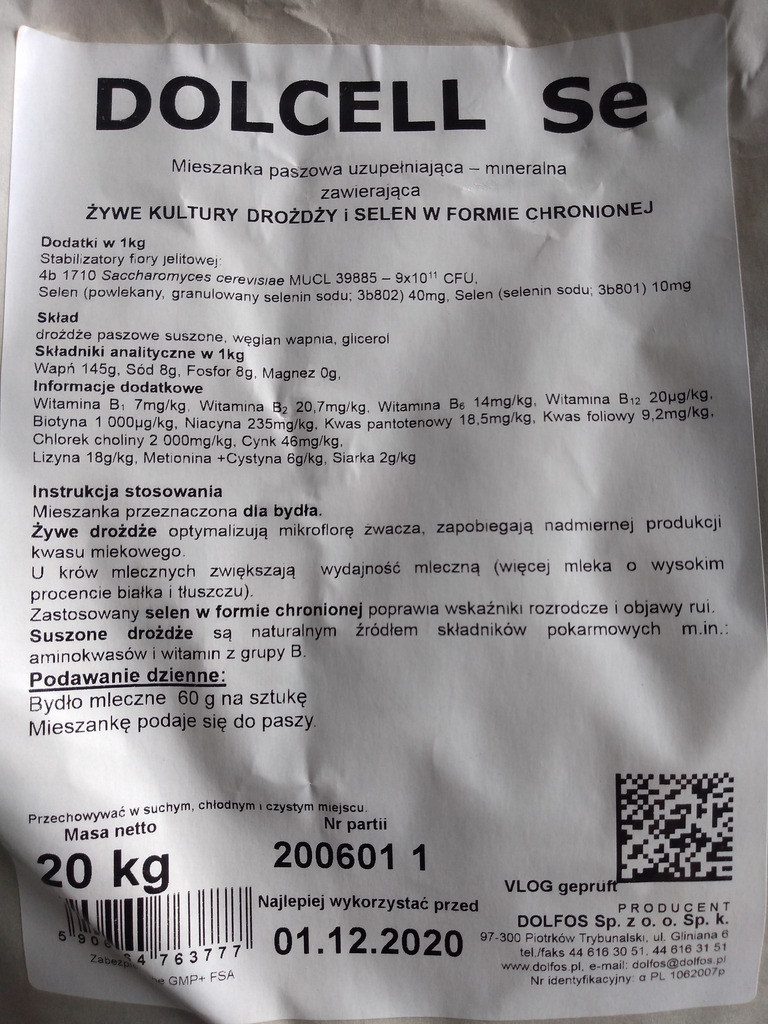 DOLCELL Se
Mieszanka paszowa uzupełniająca – mineralna
zawierająca
ŻYWE KULTURY DROŻDŻY i SELEN W FORMIE CHRONIONEJ
Dodatki w 1kg
Stabilizatory flory jelitowej:
4b 1710 Saccharomyces cerevisiae MUCL 39885 – 9x10¹¹ CFU,
Selen (powlekany, granulowany selenin sodu; 3b802) 40mg, Selen (selenin sodu; 3b801) 10mg
Skład
drożdże paszowe suszone, węglan wapnia, glicerol
Składniki analityczne w 1kg
Wapń 145g, Sód 8g, Fosfor 8g, Magnez 0g,
Informacje dodatkowe
Witamina B₁ 7mg/kg, Witamina B₂ 20,7mg/kg, Witamina B₆ 14mg/kg, Witamina B₁₂ 20µg/kg,
Biotyna 1 000µg/kg, Niacyna 235mg/kg, Kwas pantotenowy 18,5mg/kg, Kwas foliowy 9,2mg/kg,
Chlorek choliny 2 000mg/kg, Cynk 46mg/kg,
Lizyna 18g/kg, Metionina +Cystyna 6g/kg, Siarka 2g/kg
Instrukcja stosowania
Mieszanka przeznaczona dla bydła.
Żywe drożdże optymalizują mikroflorę żwacza, zapobiegają nadmiernej produkcji
kwasu mlekowego.
U krów mlecznych zwiększają wydajność mleczną (więcej mleka o wysokim
procencie białka i tłuszczu).
Zastosowany selen w formie chronionej poprawia wskaźniki rozrodcze i objawy rui.
Suszone drożdże są naturalnym źródłem składników pokarmowych m.in.:
aminokwasów i witamin z grupy B.
Podawanie dzienne:
Bydło mleczne 60 g na sztukę
Mieszankę podaje się do paszy.
Przechowywać w suchym, chłodnym i czystym miejscu.
Masa netto
20 kg
Nr partii
200601 1
Najlepiej wykorzystać przed
01.12.2020
VLOG geprüft
PRODUCENT
DOLFOS Sp. z o. o. Sp. k.
97-300 Piotrków Trybunalski, ul. Gliniana 6
tel./faks 44 616 30 51, 44 616 31 51
www.dolfos.pl, e-mail: dolfos@dolfos.pl
Nr identyfikacyjny: α PL 1062007p
4 763777
GMP+ FSA